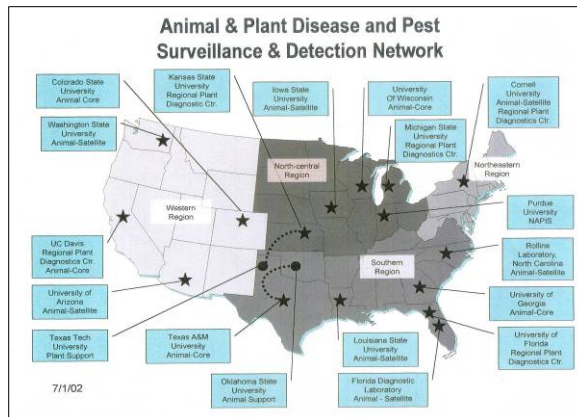 Animal & Plant Disease and Pest
Surveillance & Detection Network
Colorado State
University
Animal Core
Kansas State
University
Regional Plant
Diagnostic Ctr.
Iowa State
University
Animal-Satellite
University
Of Wisconsin
Animal-Core
Cornell
University
Animal-Satellite
Regional Plant
Diagnostics Ctr.
Washington State
University
Animal-Satellite
Michigan State
University
Regional Plant
Diagnostics Ctr.
North-central
Region
Northeastern
Region
Western
Region
Purdue
University
NAPIS
UC Davis
Regional Plant
Diagnostics Ctr.
Animal-Core
Southern
Region
Rolline
Laboratory,
North Carolina
Animal-Satellite
University of
Arizona
Animal-Satellite
University of
Georgia
Animal-Core
Texas Tech
University
Plant Support
Texas A&M
University
Animal-Core
Louisiana State
University
Animal-Satellite
University of
Florida
Regional Plant
Diagnostics Ctr.
Oklahoma State
University
Animal Support
Florida Diagnostic
Laboratory
Animal - Satellite
7/1/02